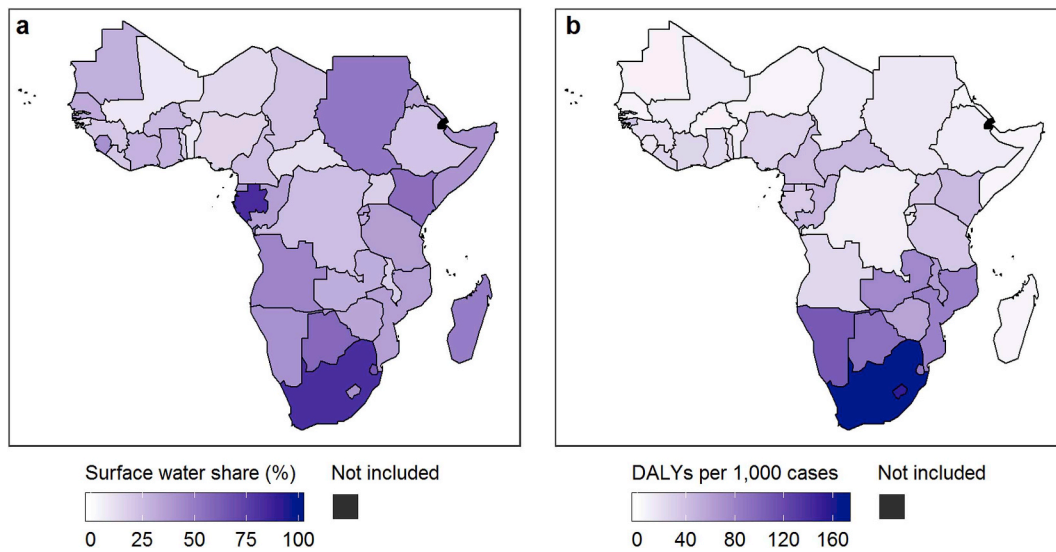 a
b
Surface water share (%)
Not included
0 25 50 75 100
DALYs per 1,000 cases
Not included
0 40 80 120 160